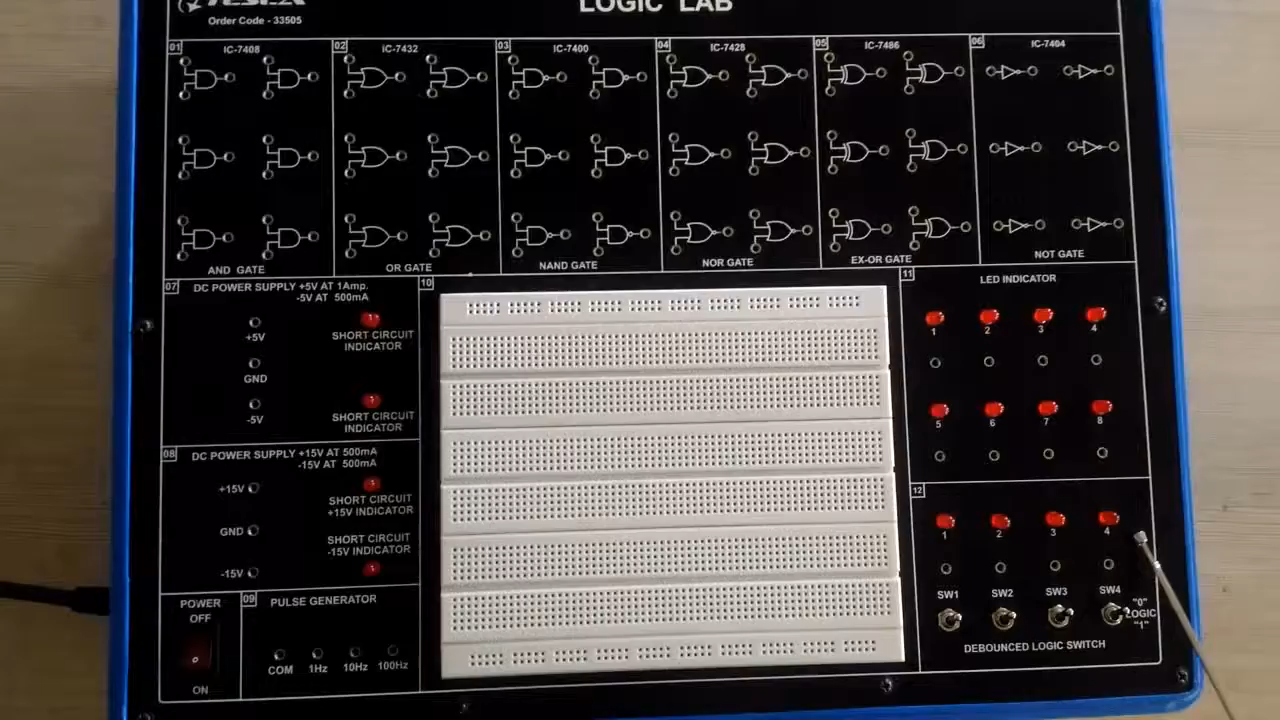 LOGIC LAB
Order Code - 33505
01
IC-7408
02
IC-7432
03
IC-7400
04
IC-7428
05
IC-7486
06
IC-7404
AND GATE
OR GATE
NAND GATE
NOR GATE
EX-OR GATE
NOT GATE
07
DC POWER SUPPLY +5V AT 1Amp.
-5V AT 500mA
+5V
SHORT CIRCUIT
INDICATOR
GND
-5V
SHORT CIRCUIT
INDICATOR
08
DC POWER SUPPLY +15V AT 500mA
-15V AT 500mA
+15V
SHORT CIRCUIT
+15V INDICATOR
GND
SHORT CIRCUIT
-15V INDICATOR
-15V
POWER
OFF
ON
09
PULSE GENERATOR
COM
1Hz
10Hz
100Hz
10
11
LED INDICATOR
1
2
3
4
5
6
7
8
12
1
2
3
4
SW1
SW2
SW3
SW4
"0"
LOGIC
"1"
DEBOUNCED LOGIC SWITCH